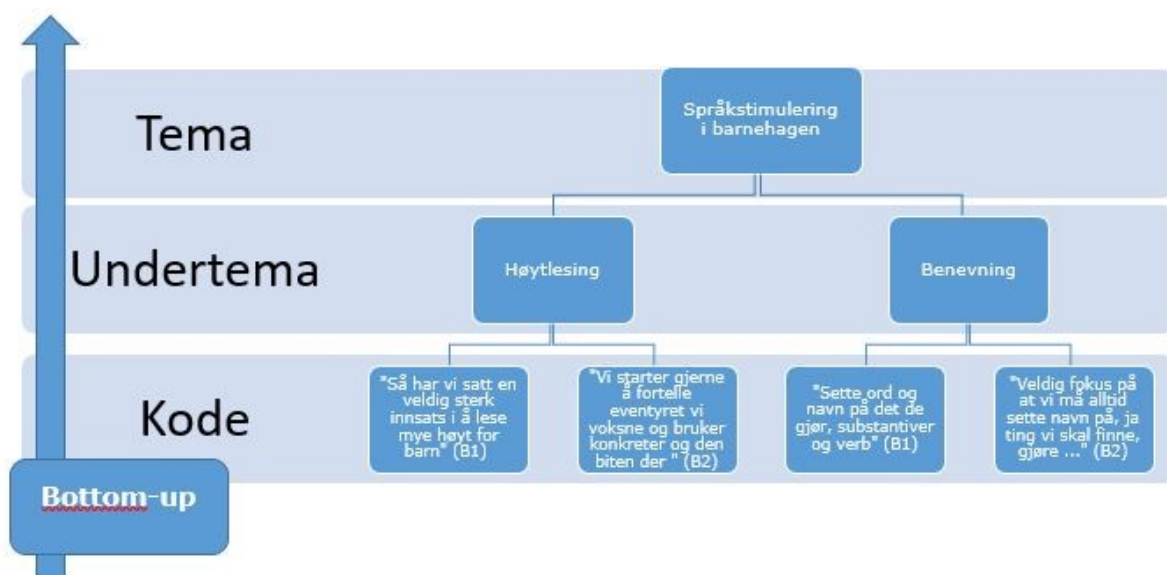 Tema
Språkstimulering
i barnehagen
Undertema
Høytlesing
Benevning
Kode
"Så har vi satt en
veldig sterk
innsats i å lese
mye høyt for
barn" (B1)
"Vi starter gjerne
å fortelle
eventyret vi
voksne og bruker
konkreter og den
biten der " (B2)
"Sette ord og
navn på det de
gjør, substantiver
og verb" (B1)
"Veldig fokus på
at vi må alltid
sette navn på, ja
ting vi skal finne,
gjøre ..." (B2)
Bottom-up